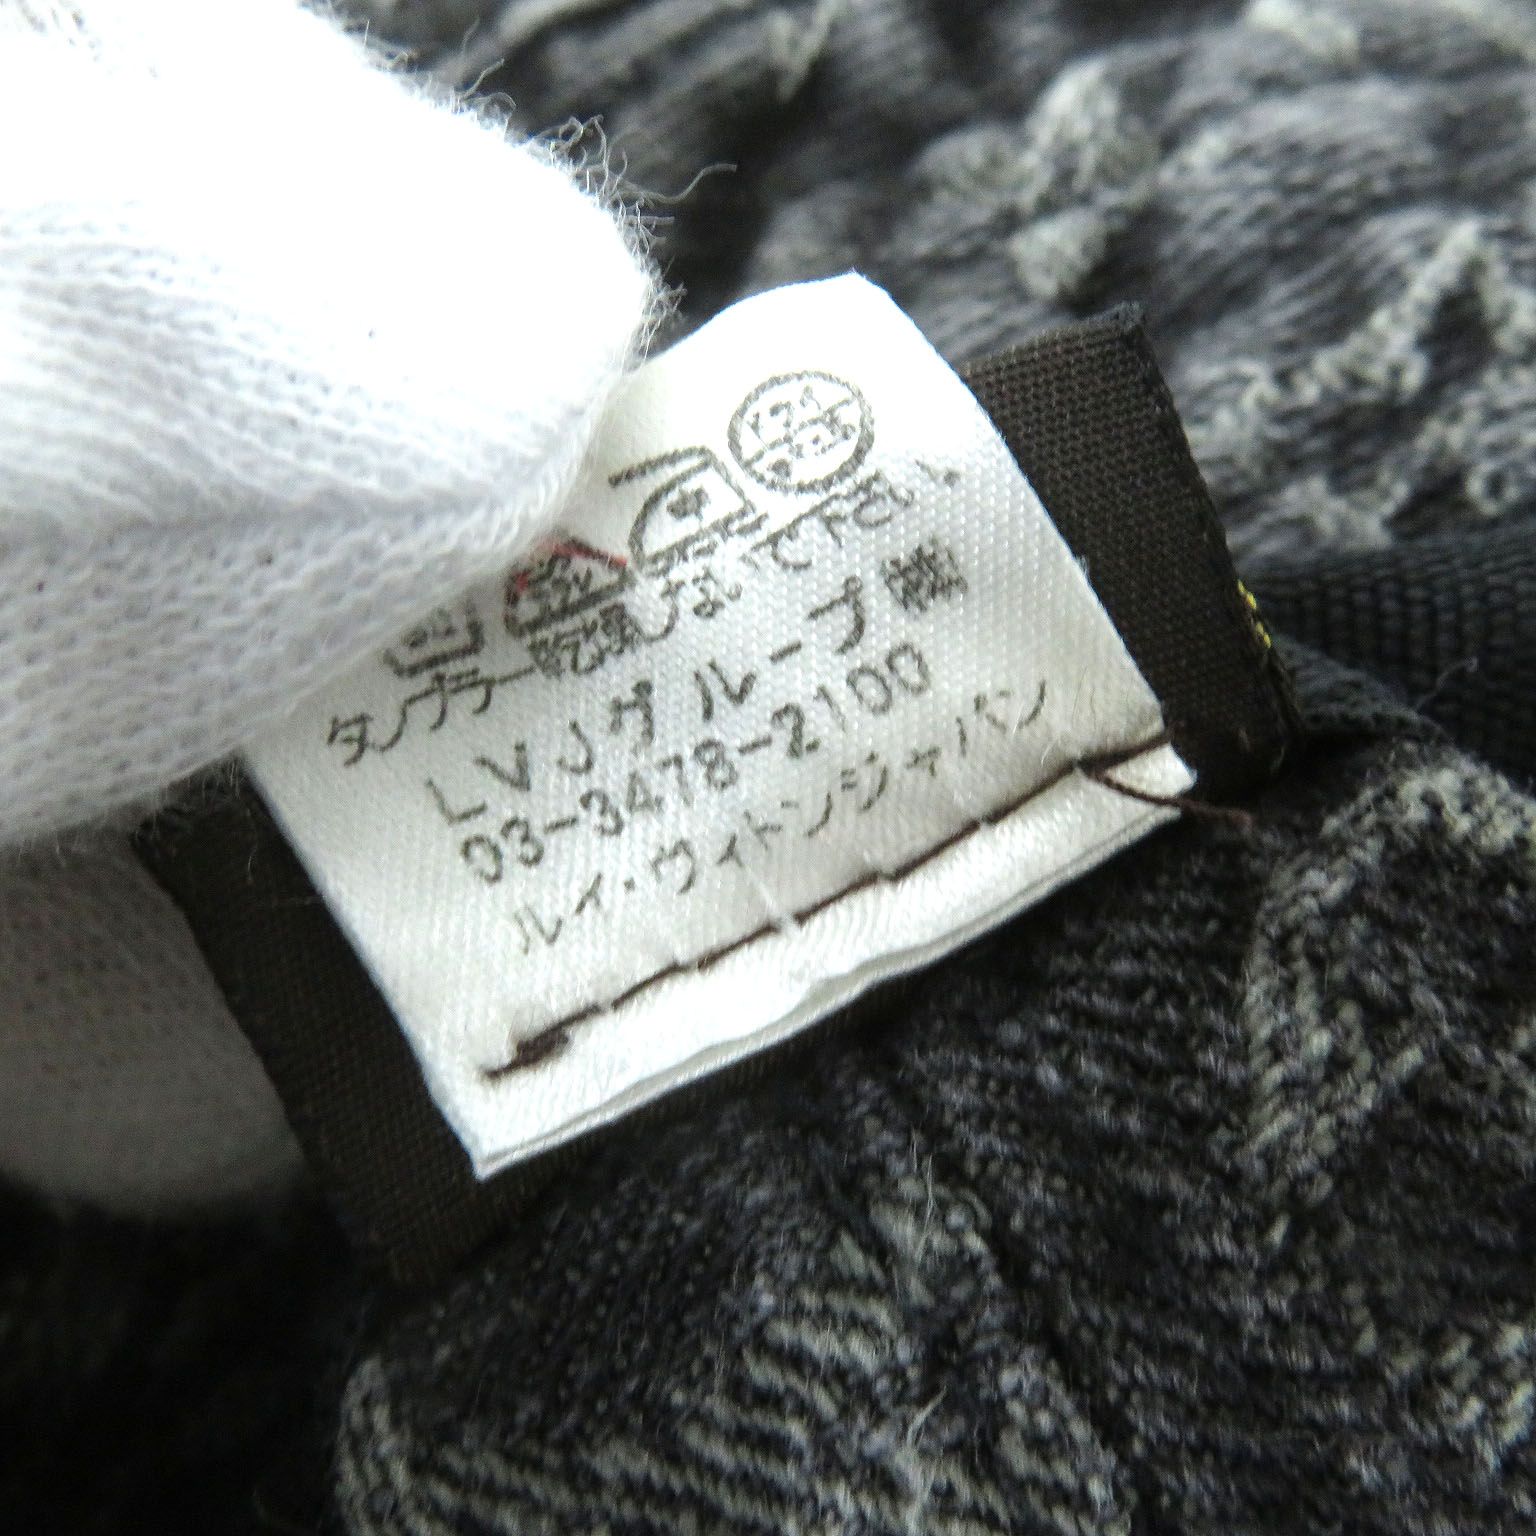 タンブラー乾燥しないで下さい、
LVJグループ㈱
03-3478-2100
ルイ・ヴィトンジャパン